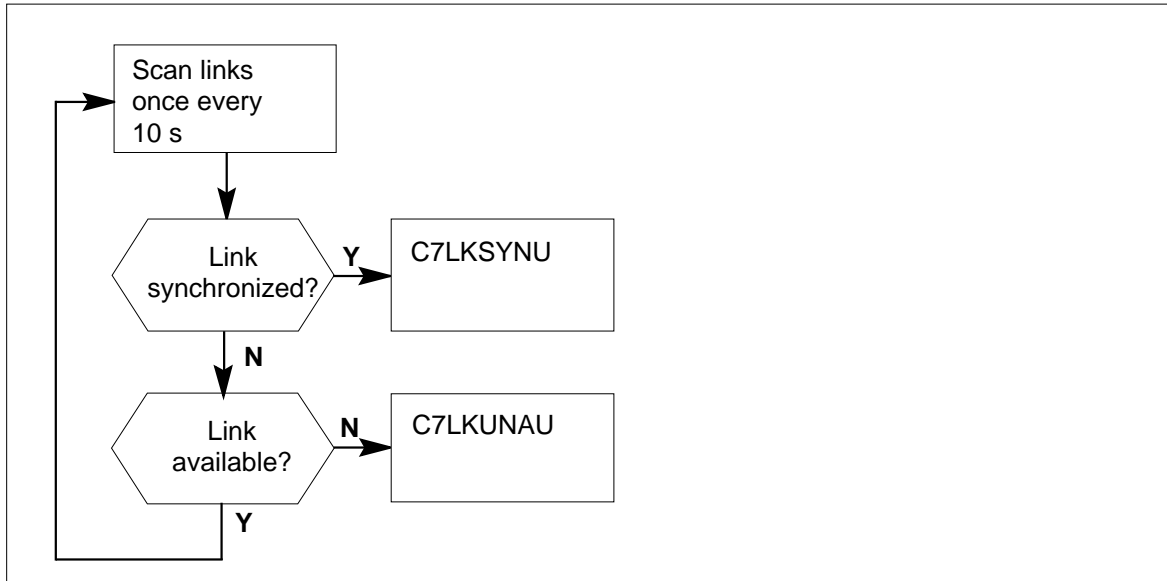 Scan links
once every
10 s
Link
synchronized?
Y
C7LKSYNU
N
Link
available?
N
C7LKUNAU
Y